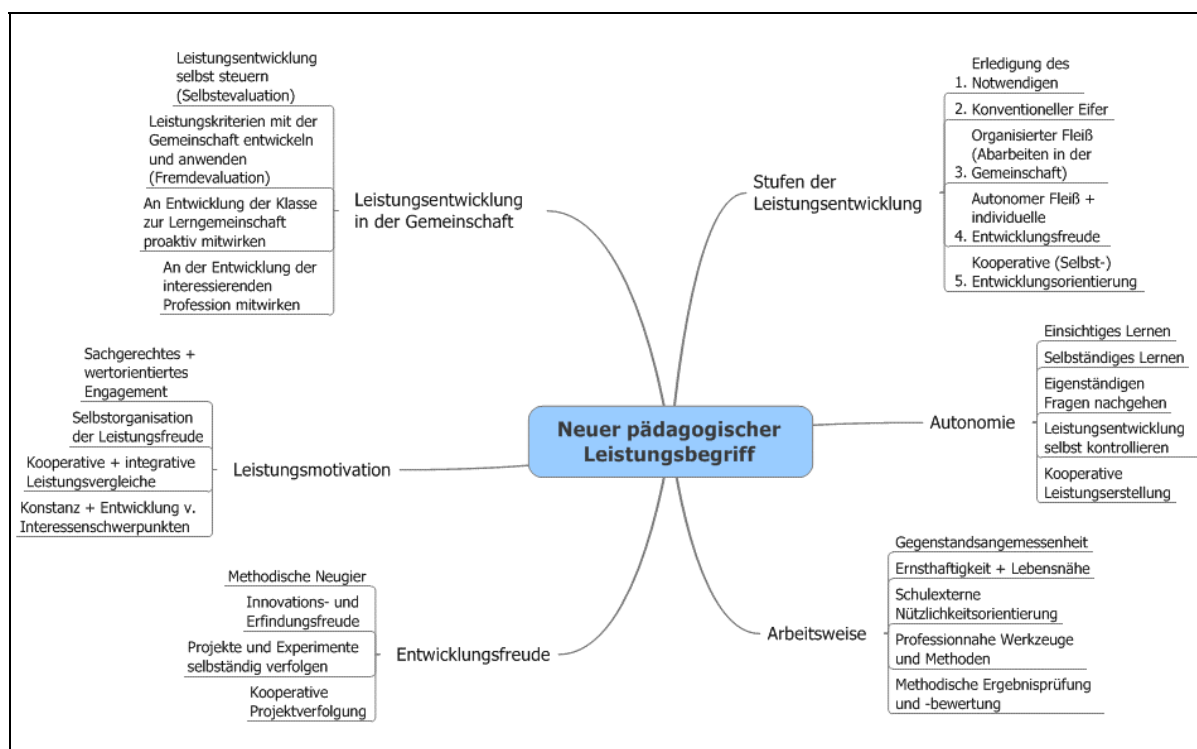 Neuer pädagogischer
Leistungsbegriff
Stufen der
Leistungsentwicklung
Erledigung des
1. Notwendigen
2. Konventioneller Eifer
Organisierter Fleiß
(Abarbeiten in der
3. Gemeinschaft)
Autonomer Fleiß +
individuelle
4. Entwicklungsfreude
Kooperative (Selbst-)
5. Entwicklungsorientierung
Autonomie
Einsichtiges Lernen
Selbständiges Lernen
Eigenständigen
Fragen nachgehen
Leistungsentwicklung
selbst kontrollieren
Kooperative
Leistungserstellung
Arbeitsweise
Gegenstandsangemessenheit
Ernsthaftigkeit + Lebensnähe
Schulexterne
Nützlichkeitsorientierung
Professionnahe Werkzeuge
und Methoden
Methodische Ergebnisprüfung
und -bewertung
Entwicklungsfreude
Methodische Neugier
Innovations- und
Erfindungsfreude
Projekte und Experimente
selbständig verfolgen
Kooperative
Projektverfolgung
Leistungsmotivation
Sachgerechtes +
wertorientiertes
Engagement
Selbstorganisation
der Leistungsfreude
Kooperative + integrative
Leistungsvergleiche
Konstanz + Entwicklung v.
Interessenschwerpunkten
Leistungsentwicklung
in der Gemeinschaft
Leistungsentwicklung
selbst steuern
(Selbstevaluation)
Leistungskriterien mit der
Gemeinschaft entwickeln
und anwenden
(Fremdevaluation)
An Entwicklung der Klasse
zur Lerngemeinschaft
proaktiv mitwirken
An der Entwicklung der
interessierenden
Profession mitwirken